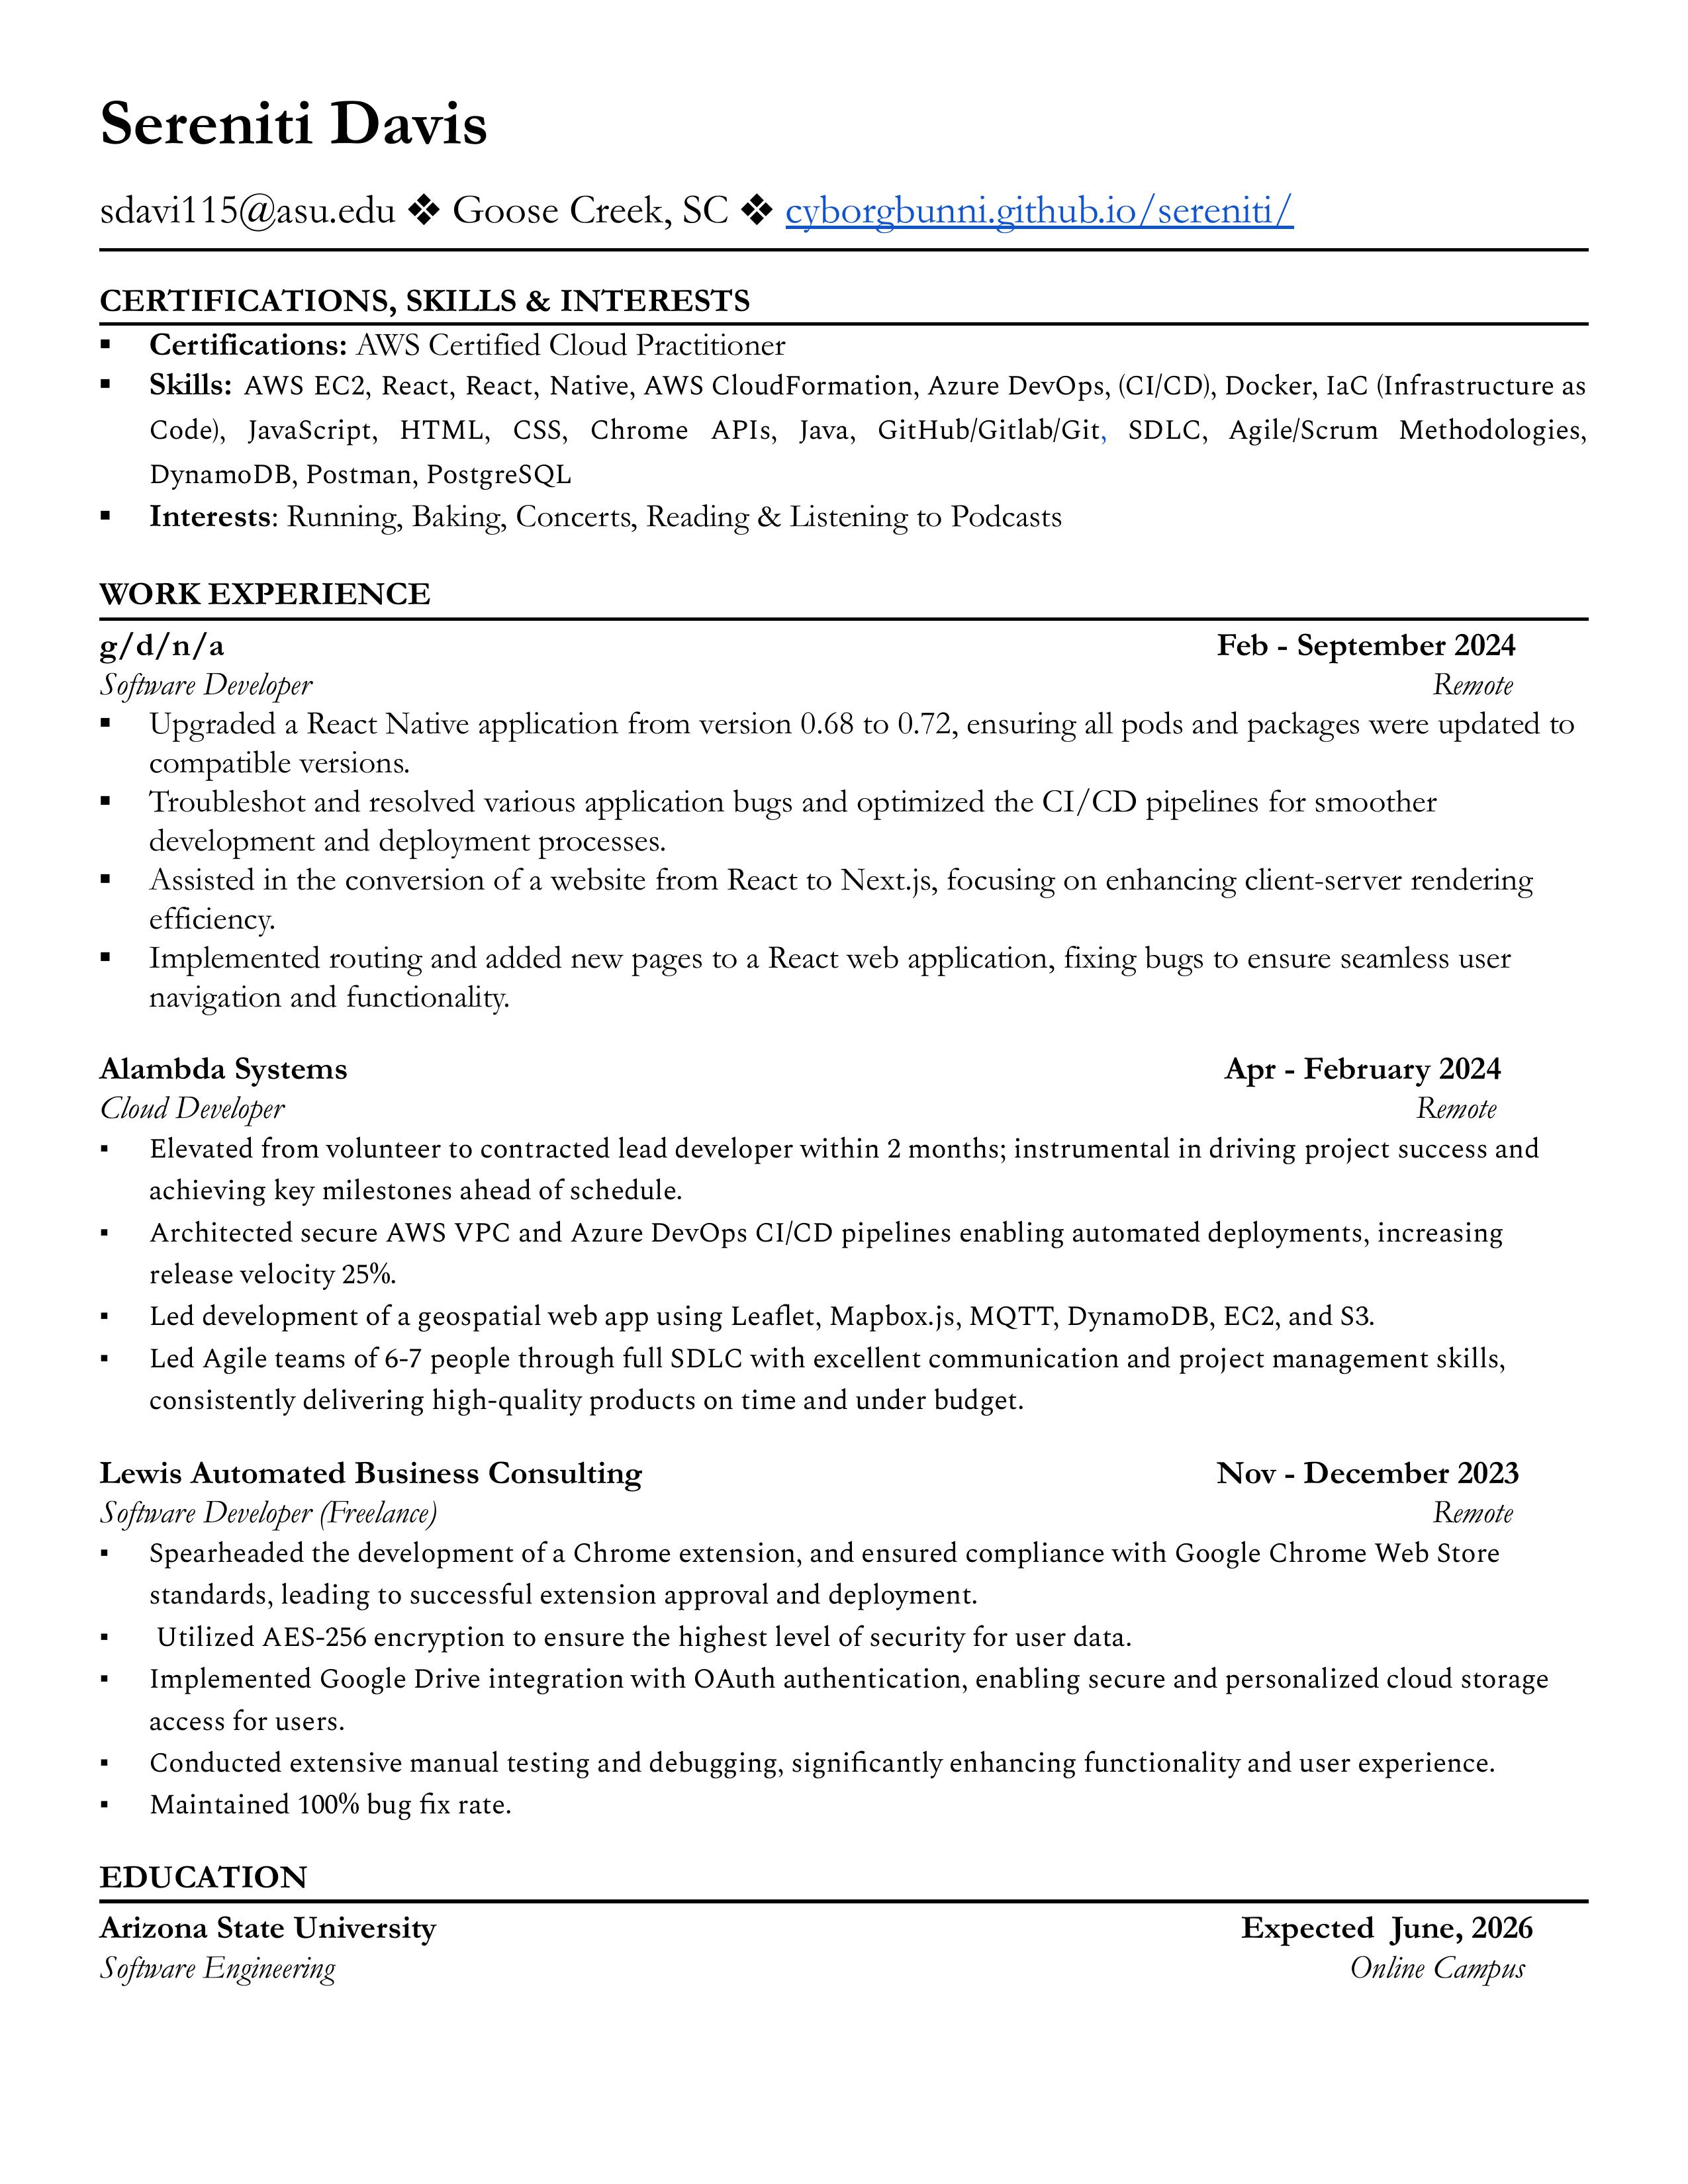 Sereniti Davis
sdavi115@asu.edu ❖ Goose Creek, SC ❖ cyborgbunni.github.io/sereniti/
CERTIFICATIONS, SKILLS & INTERESTS
▪ Certifications: AWS Certified Cloud Practitioner
▪ Skills: AWS EC2, React, React, Native, AWS CloudFormation, Azure DevOps, (CI/CD), Docker, IaC (Infrastructure as
Code), JavaScript, HTML, CSS, Chrome APIs, Java, GitHub/Gitlab/Git, SDLC, Agile/Scrum Methodologies,
DynamoDB, Postman, PostgreSQL
▪ Interests: Running, Baking, Concerts, Reading & Listening to Podcasts
WORK EXPERIENCE
g/d/n/a Feb - September 2024
Software Developer Remote
▪ Upgraded a React Native application from version 0.68 to 0.72, ensuring all pods and packages were updated to
compatible versions.
▪ Troubleshot and resolved various application bugs and optimized the CI/CD pipelines for smoother
development and deployment processes.
▪ Assisted in the conversion of a website from React to Next.js, focusing on enhancing client-server rendering
efficiency.
▪ Implemented routing and added new pages to a React web application, fixing bugs to ensure seamless user
navigation and functionality.
Alambda Systems Apr - February 2024
Cloud Developer Remote
▪ Elevated from volunteer to contracted lead developer within 2 months; instrumental in driving project success and
achieving key milestones ahead of schedule.
▪ Architected secure AWS VPC and Azure DevOps CI/CD pipelines enabling automated deployments, increasing
release velocity 25%.
▪ Led development of a geospatial web app using Leaflet, Mapbox.js, MQTT, DynamoDB, EC2, and S3.
▪ Led Agile teams of 6-7 people through full SDLC with excellent communication and project management skills,
consistently delivering high-quality products on time and under budget.
Lewis Automated Business Consulting Nov - December 2023
Software Developer (Freelance) Remote
▪ Spearheaded the development of a Chrome extension, and ensured compliance with Google Chrome Web Store
standards, leading to successful extension approval and deployment.
▪ Utilized AES-256 encryption to ensure the highest level of security for user data.
▪ Implemented Google Drive integration with OAuth authentication, enabling secure and personalized cloud storage
access for users.
▪ Conducted extensive manual testing and debugging, significantly enhancing functionality and user experience.
▪ Maintained 100% bug fix rate.
EDUCATION
Arizona State University Expected June, 2026
Software Engineering Online Campus